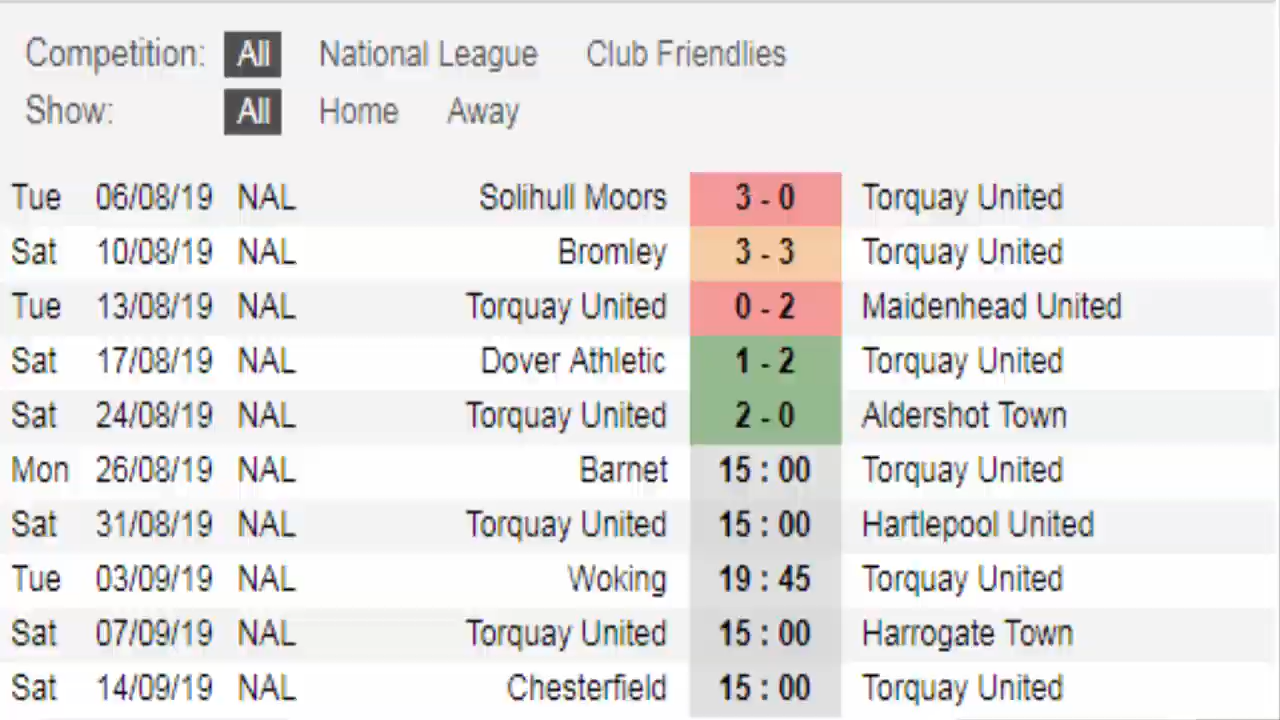 Competition: All National League Club Friendlies
Show: All Home Away
Tue 06/08/19 NAL Solihull Moors 3 - 0 Torquay United
Sat 10/08/19 NAL Bromley 3 - 3 Torquay United
Tue 13/08/19 NAL Torquay United 0 - 2 Maidenhead United
Sat 17/08/19 NAL Dover Athletic 1 - 2 Torquay United
Sat 24/08/19 NAL Torquay United 2 - 0 Aldershot Town
Mon 26/08/19 NAL Barnet 15 : 00 Torquay United
Sat 31/08/19 NAL Torquay United 15 : 00 Hartlepool United
Tue 03/09/19 NAL Woking 19 : 45 Torquay United
Sat 07/09/19 NAL Torquay United 15 : 00 Harrogate Town
Sat 14/09/19 NAL Chesterfield 15 : 00 Torquay United